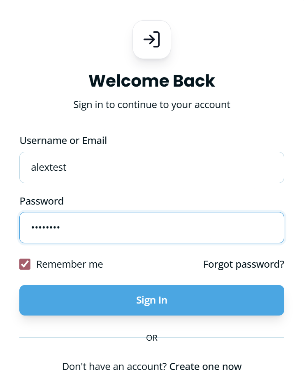 Welcome Back
Sign in to continue to your account
Username or Email
alextest
Password
••••••••
Remember me Forgot password?
Sign In
OR
Don't have an account? Create one now